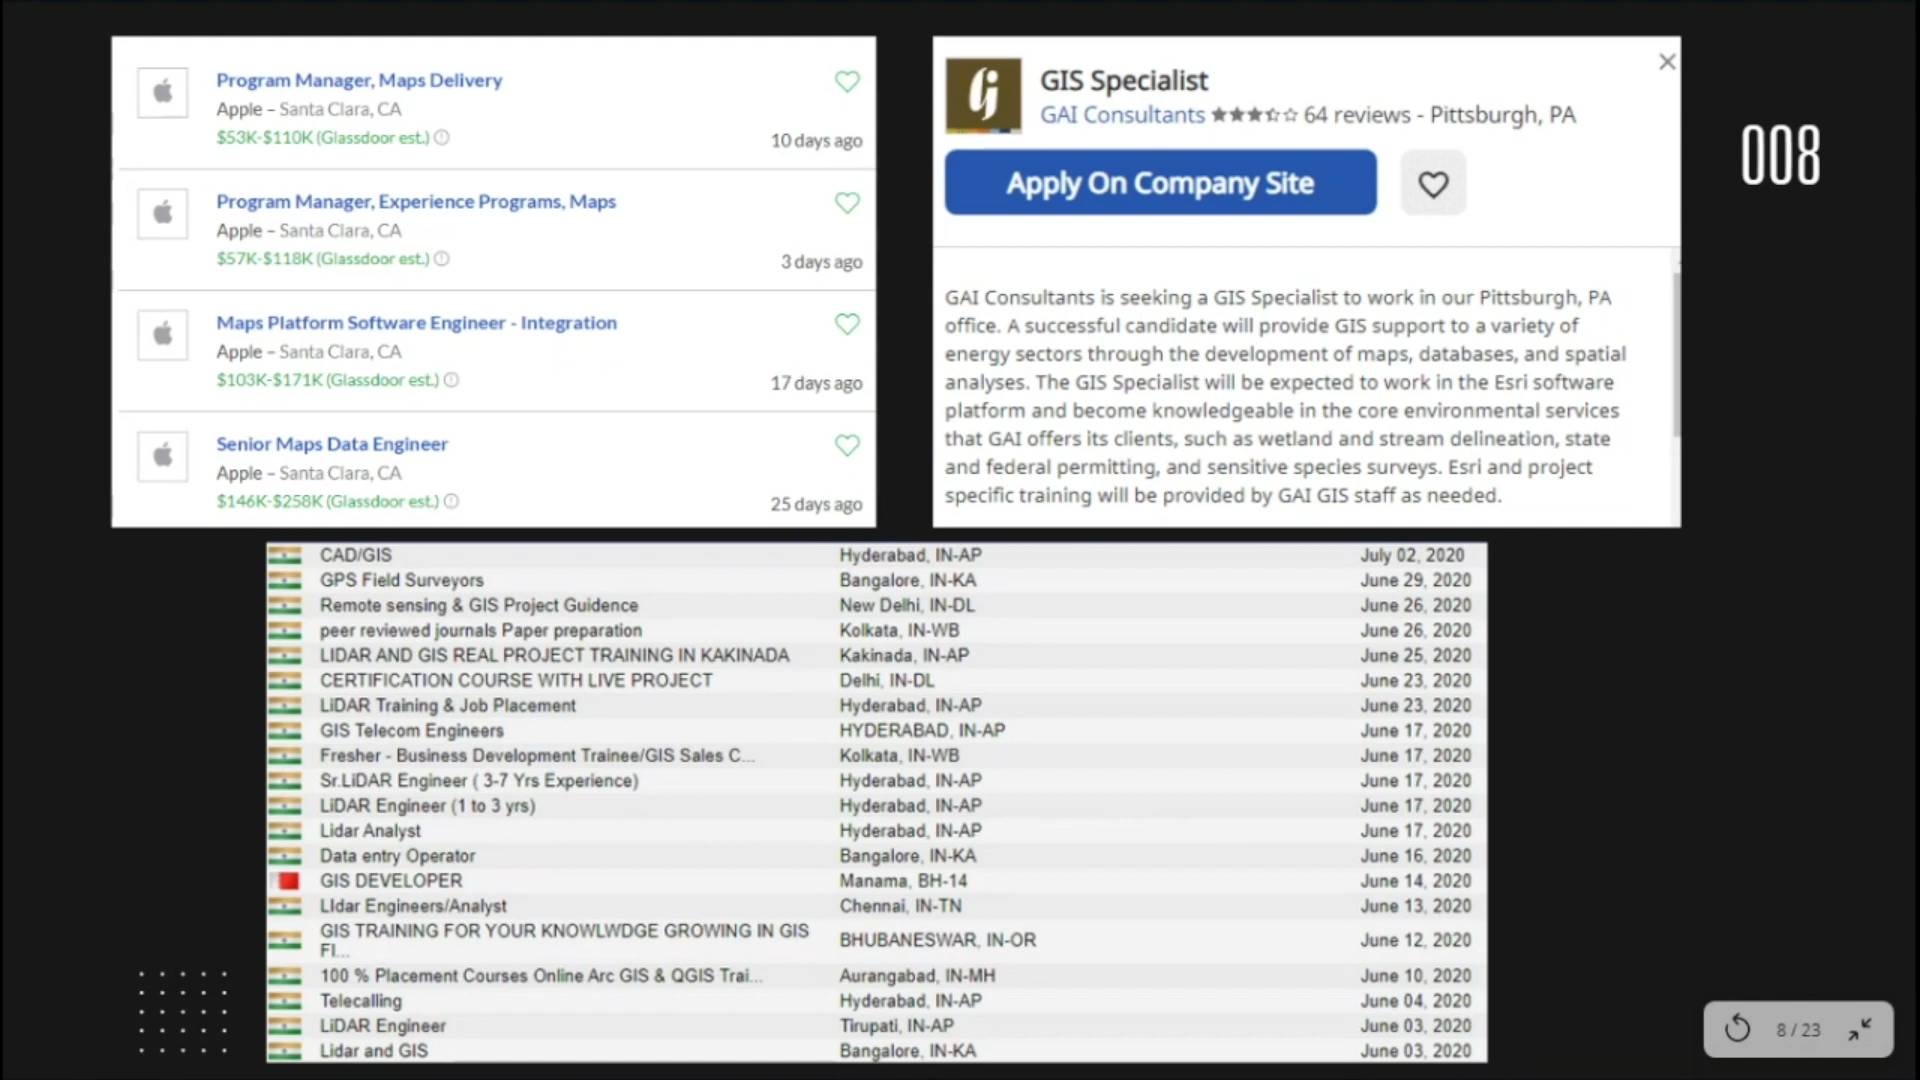 Program Manager, Maps Delivery
Apple – Santa Clara, CA
$53K-$110K (Glassdoor est.)
10 days ago
Program Manager, Experience Programs, Maps
Apple – Santa Clara, CA
$57K-$118K (Glassdoor est.)
3 days ago
Maps Platform Software Engineer - Integration
Apple – Santa Clara, CA
$103K-$171K (Glassdoor est.)
17 days ago
Senior Maps Data Engineer
Apple – Santa Clara, CA
$146K-$258K (Glassdoor est.)
25 days ago
GIS Specialist
GAI Consultants ★★★⯪☆ 64 reviews - Pittsburgh, PA
Apply On Company Site
GAI Consultants is seeking a GIS Specialist to work in our Pittsburgh, PA
office. A successful candidate will provide GIS support to a variety of
energy sectors through the development of maps, databases, and spatial
analyses. The GIS Specialist will be expected to work in the Esri software
platform and become knowledgeable in the core environmental services
that GAI offers its clients, such as wetland and stream delineation, state
and federal permitting, and sensitive species surveys. Esri and project
specific training will be provided by GAI GIS staff as needed.
008
CAD/GIS Hyderabad, IN-AP July 02, 2020
GPS Field Surveyors Bangalore, IN-KA June 29, 2020
Remote sensing & GIS Project Guidence New Delhi, IN-DL June 26, 2020
peer reviewed journals Paper preparation Kolkata, IN-WB June 26, 2020
LIDAR AND GIS REAL PROJECT TRAINING IN KAKINADA Kakinada, IN-AP June 25, 2020
CERTIFICATION COURSE WITH LIVE PROJECT Delhi, IN-DL June 23, 2020
LiDAR Training & Job Placement Hyderabad, IN-AP June 23, 2020
GIS Telecom Engineers HYDERABAD, IN-AP June 17, 2020
Fresher - Business Development Trainee/GIS Sales C... Kolkata, IN-WB June 17, 2020
Sr.LiDAR Engineer ( 3-7 Yrs Experience) Hyderabad, IN-AP June 17, 2020
LiDAR Engineer (1 to 3 yrs) Hyderabad, IN-AP June 17, 2020
Lidar Analyst Hyderabad, IN-AP June 17, 2020
Data entry Operator Bangalore, IN-KA June 16, 2020
GIS DEVELOPER Manama, BH-14 June 14, 2020
LIdar Engineers/Analyst Chennai, IN-TN June 13, 2020
GIS TRAINING FOR YOUR KNOWLWDGE GROWING IN GIS
FI... BHUBANESWAR, IN-OR June 12, 2020
100 % Placement Courses Online Arc GIS & QGIS Trai... Aurangabad, IN-MH June 10, 2020
Telecalling Hyderabad, IN-AP June 04, 2020
LiDAR Engineer Tirupati, IN-AP June 03, 2020
Lidar and GIS Bangalore, IN-KA June 03, 2020
8 / 23